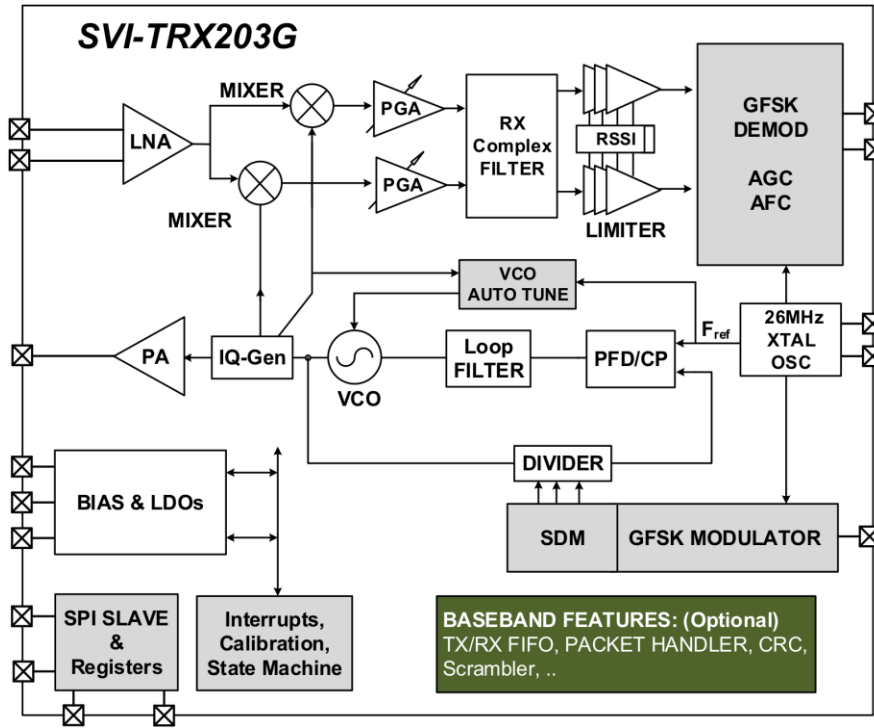 SVI-TRX203G
MIXER
LNA
MIXER
PGA
PGA
RX
Complex
FILTER
RSSI
LIMITER
GFSK
DEMOD
AGC
AFC
VCO
AUTO TUNE
PA
IQ-Gen
VCO
Loop
FILTER
PFD/CP
Fref
26MHz
XTAL
OSC
DIVIDER
SDM
GFSK MODULATOR
BIAS & LDOs
SPI SLAVE
&
Registers
Interrupts,
Calibration,
State Machine
BASEBAND FEATURES: (Optional)
TX/RX FIFO, PACKET HANDLER, CRC,
Scrambler, ..